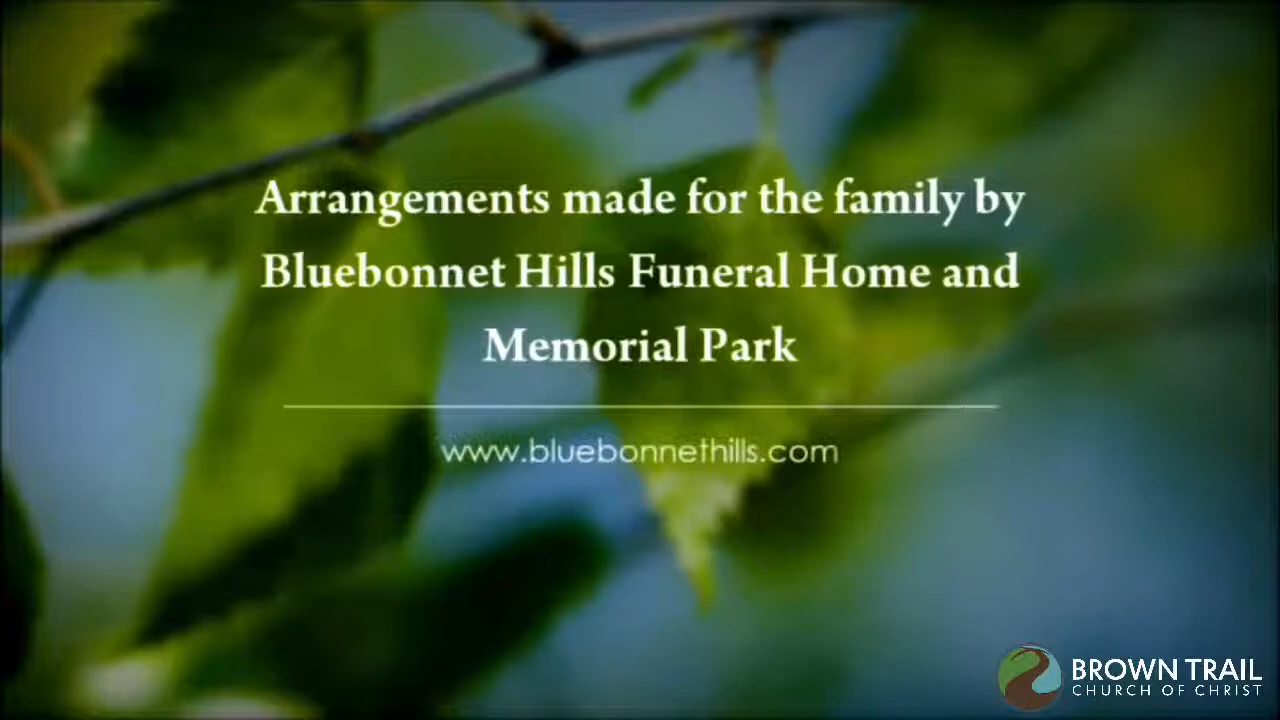 Arrangements made for the family by
Bluebonnet Hills Funeral Home and
Memorial Park
www.bluebonnethills.com
BROWN TRAIL
CHURCH OF CHRIST